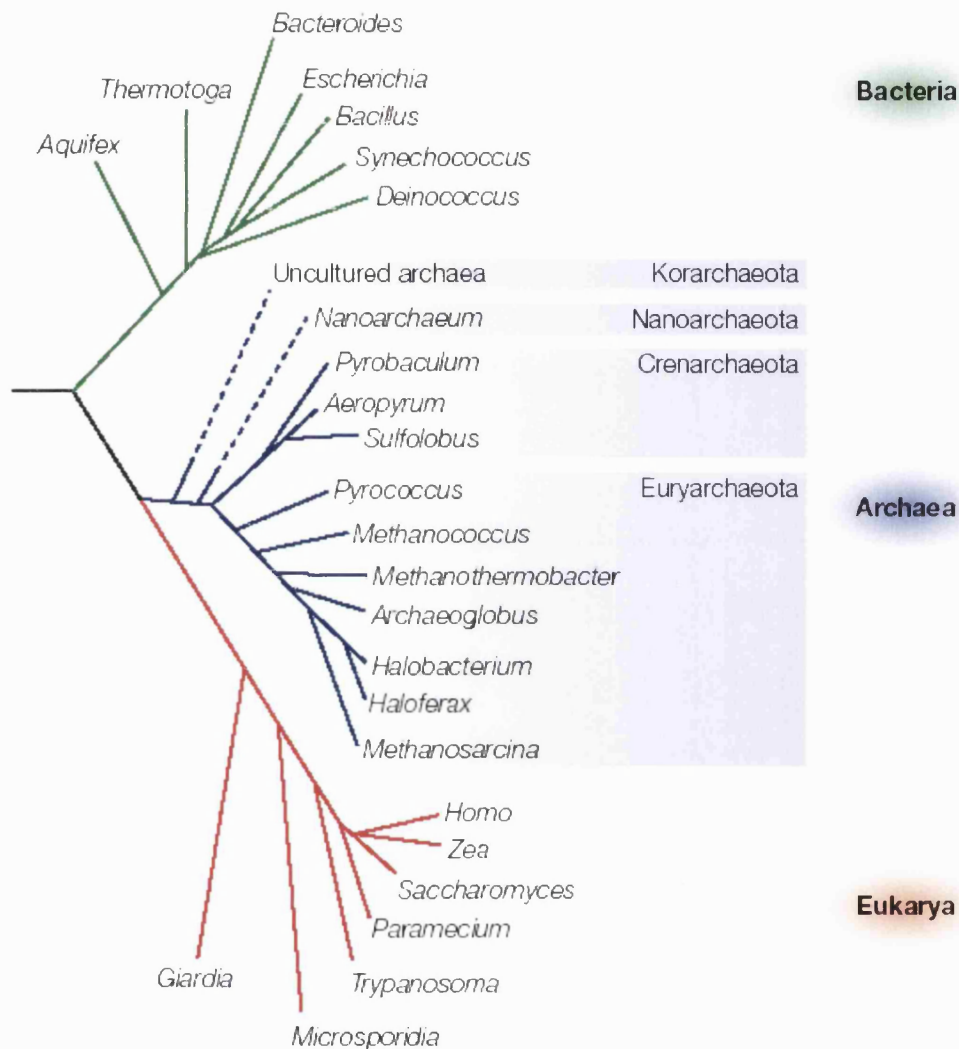 Bacteroides
Escherichia
Bacteria
Thermotoga
Bacillus
Aquifex
Synechococcus
Deinococcus
Uncultured archaea Korarchaeota
Nanoarchaeum Nanoarchaeota
Pyrobaculum Crenarchaeota
Aeropyrum
Sulfolobus
Pyrococcus Euryarchaeota
Archaea
Methanococcus
Methanothermobacter
Archaeoglobus
Halobacterium
Haloferax
Methanosarcina
Homo
Zea
Saccharomyces
Eukarya
Paramecium
Giardia
Trypanosoma
Microsporidia